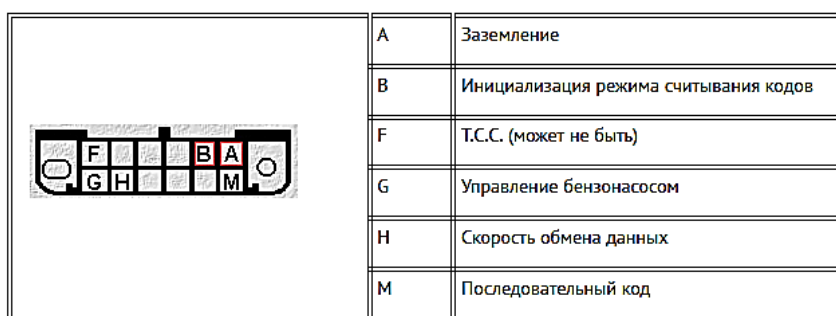 A Заземление
B Инициализация режима считывания кодов
F Т.С.С. (может не быть)
G Управление бензонасосом
H Скорость обмена данных
M Последовательный код
F B A
G H M